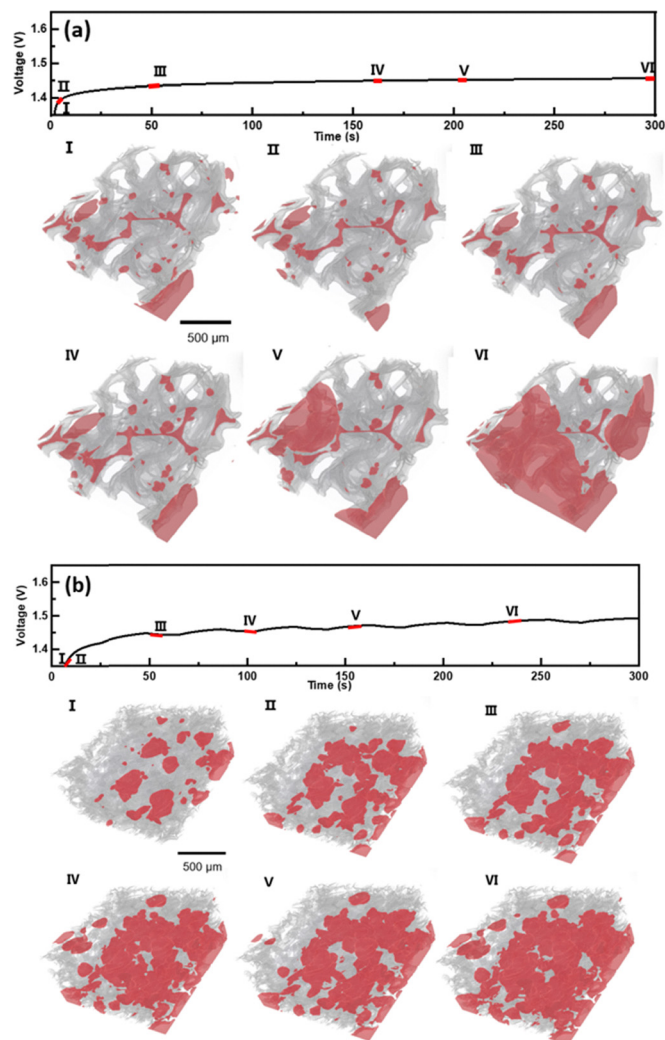 (a)
Voltage (V)
1.6
1.5
1.4
I
II
III
IV
V
VI
0 50 100 150 200 250 300
Time (s)
I II III
500 µm
IV V VI
(b)
Voltage (V)
1.6
1.5
1.4
I
II
III
IV
V
VI
0 50 100 150 200 250 300
Time (s)
I II III
500 µm
IV V VI